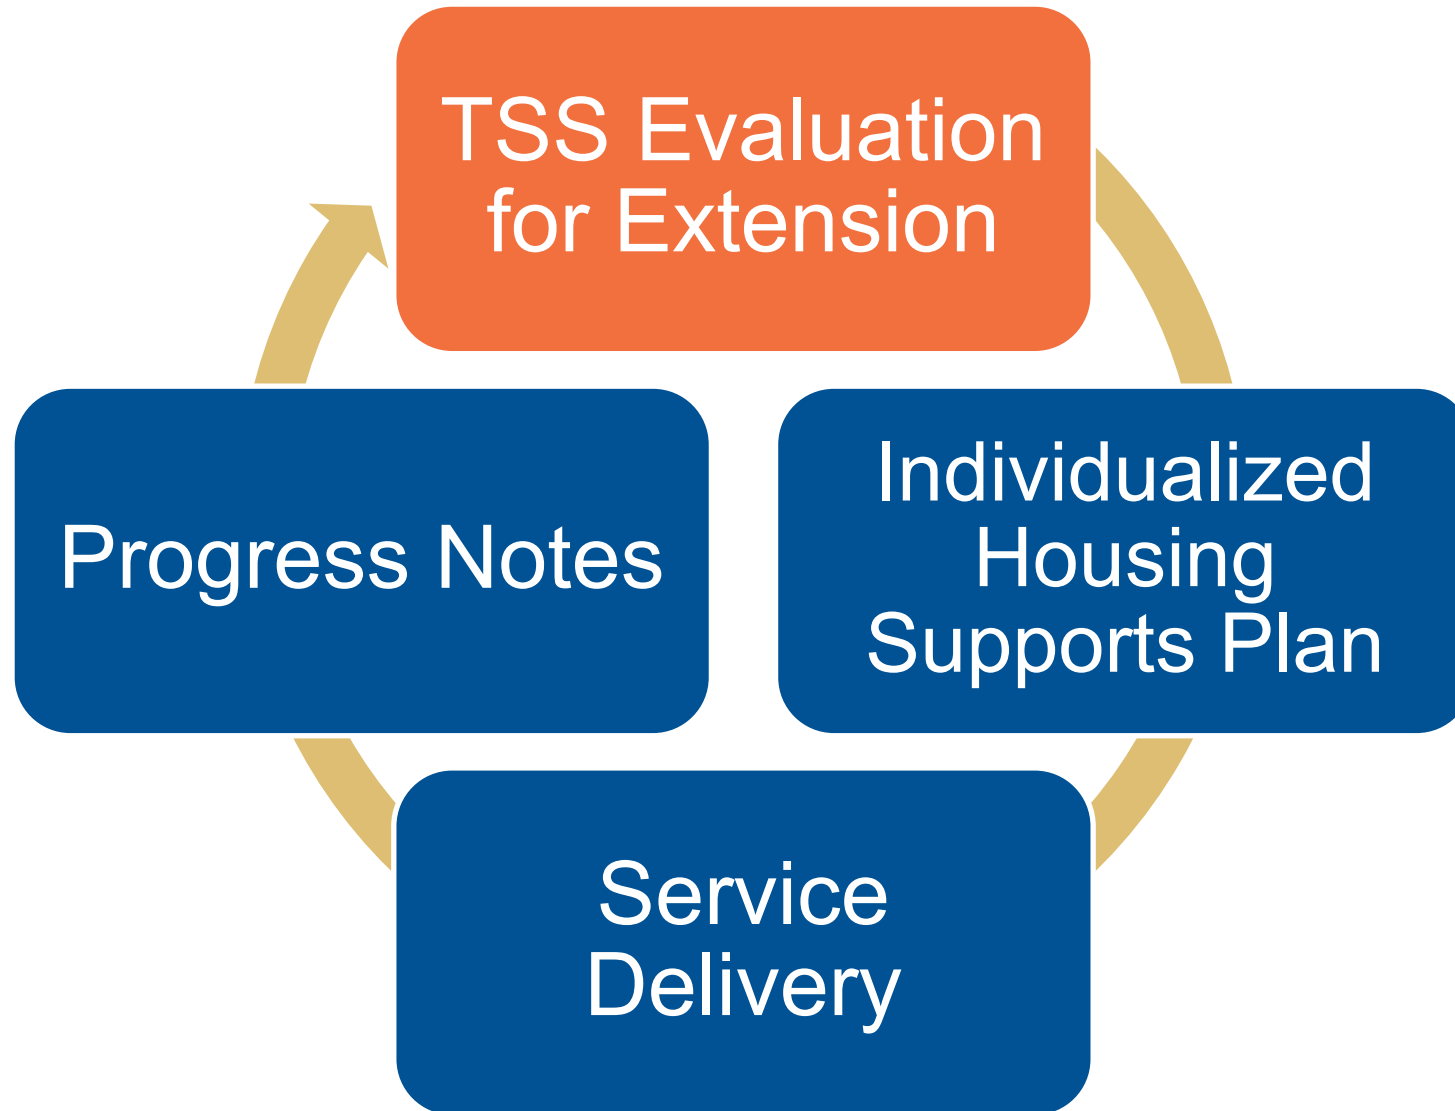 TSS Evaluation
for Extension
Individualized
Housing
Supports Plan
Service
Delivery
Progress Notes